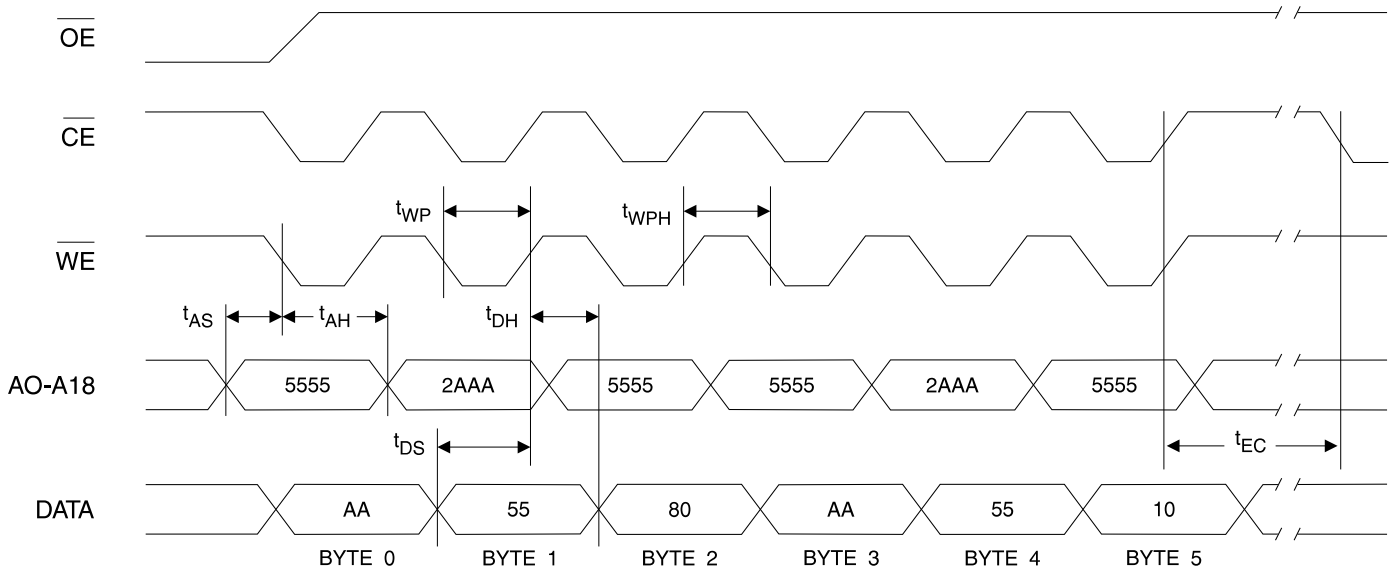 OE
CE
tWP tWPH
WE
tAS tAH tDH
AO-A18 5555 2AAA 5555 5555 2AAA 5555
tDS tEC
DATA AA 55 80 AA 55 10
BYTE 0 BYTE 1 BYTE 2 BYTE 3 BYTE 4 BYTE 5